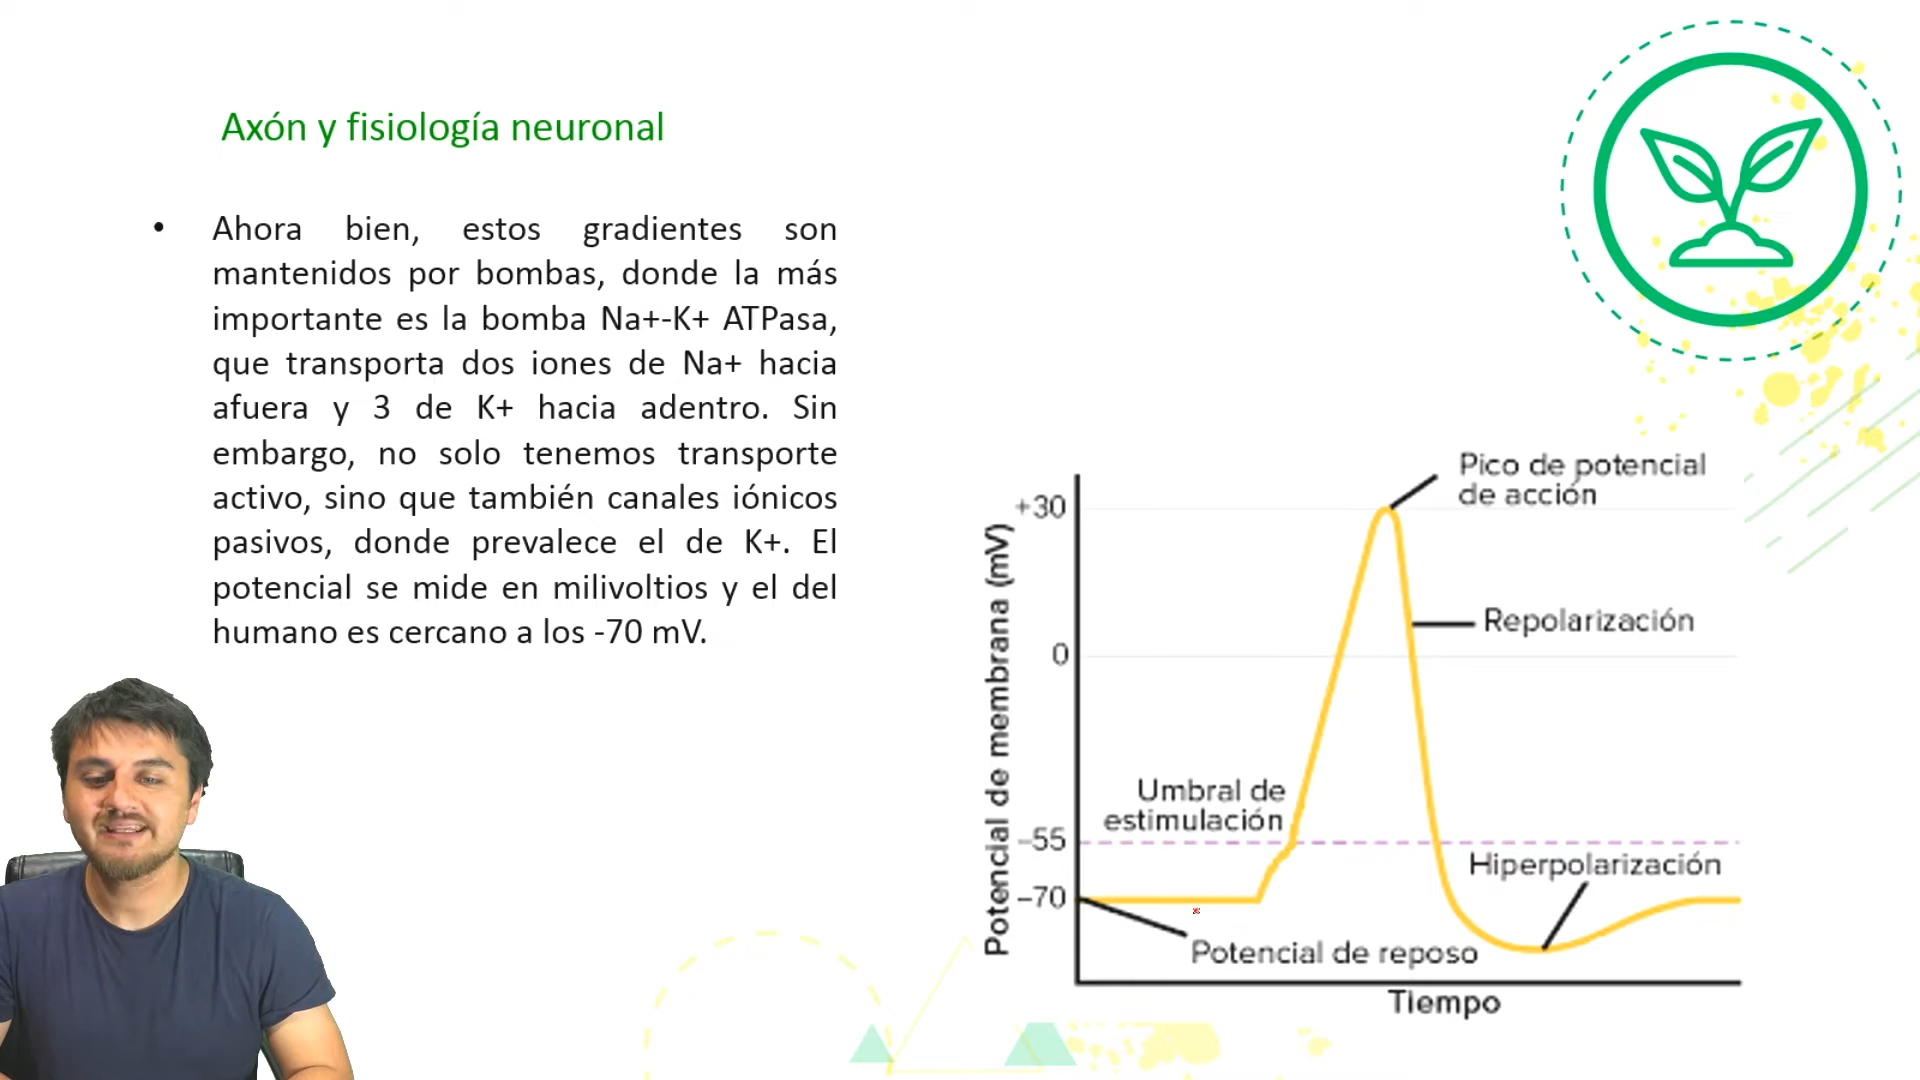 Axón y fisiología neuronal
• Ahora bien, estos gradientes son
mantenidos por bombas, donde la más
importante es la bomba Na+-K+ ATPasa,
que transporta dos iones de Na+ hacia
afuera y 3 de K+ hacia adentro. Sin
embargo, no solo tenemos transporte
activo, sino que también canales iónicos
pasivos, donde prevalece el de K+. El
potencial se mide en milivoltios y el del
humano es cercano a los -70 mV.
Potencial de membrana (mV)
+30
0
–55
–70
Pico de potencial
de acción
Repolarización
Umbral de
estimulación
Hiperpolarización
Potencial de reposo
Tiempo